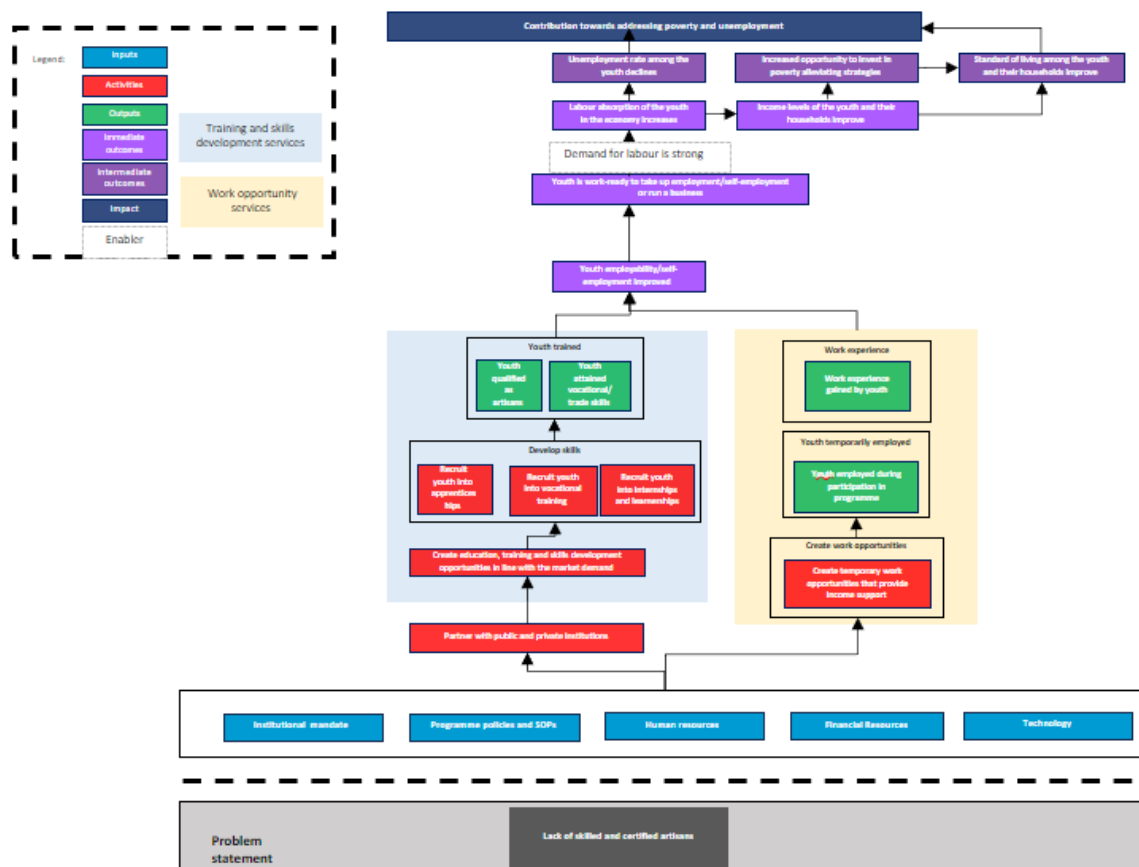 Legend:
Inputs
Activities
Outputs
Immediate
outcomes
Intermediate
outcomes
Impact
Enabler
Training and skills
development services
Work opportunity
services
Contribution towards addressing poverty and unemployment
Unemployment rate among the
youth declines
Increased opportunity to invest in
poverty alleviating strategies
Standard of living among the youth
and their households improve
Labour absorption of the youth
in the economy increases
Income levels of the youth and their
households improve
Demand for labour is strong
Youth is work-ready to take up employment/self-employment
or run a business
Youth employability/self-
employment improved
Youth trained
Youth
qualified
as
artisans
Youth
attained
vocational/
trade skills
Develop skills
Recruit
youth into
apprentices
hips
Recruit youth
into vocational
training
Recruit youth
into internships
and learnerships
Create education, training and skills development
opportunities in line with the market demand
Partner with public and private institutions
Work experience
Work experience
gained by youth
Youth temporarily employed
Youth employed during
participation in
programme
Create work opportunities
Create temporary work
opportunities that provide
income support
Institutional mandate
Programme policies and SOPs
Human resources
Financial Resources
Technology
Problem
statement
Lack of skilled and certified artisans